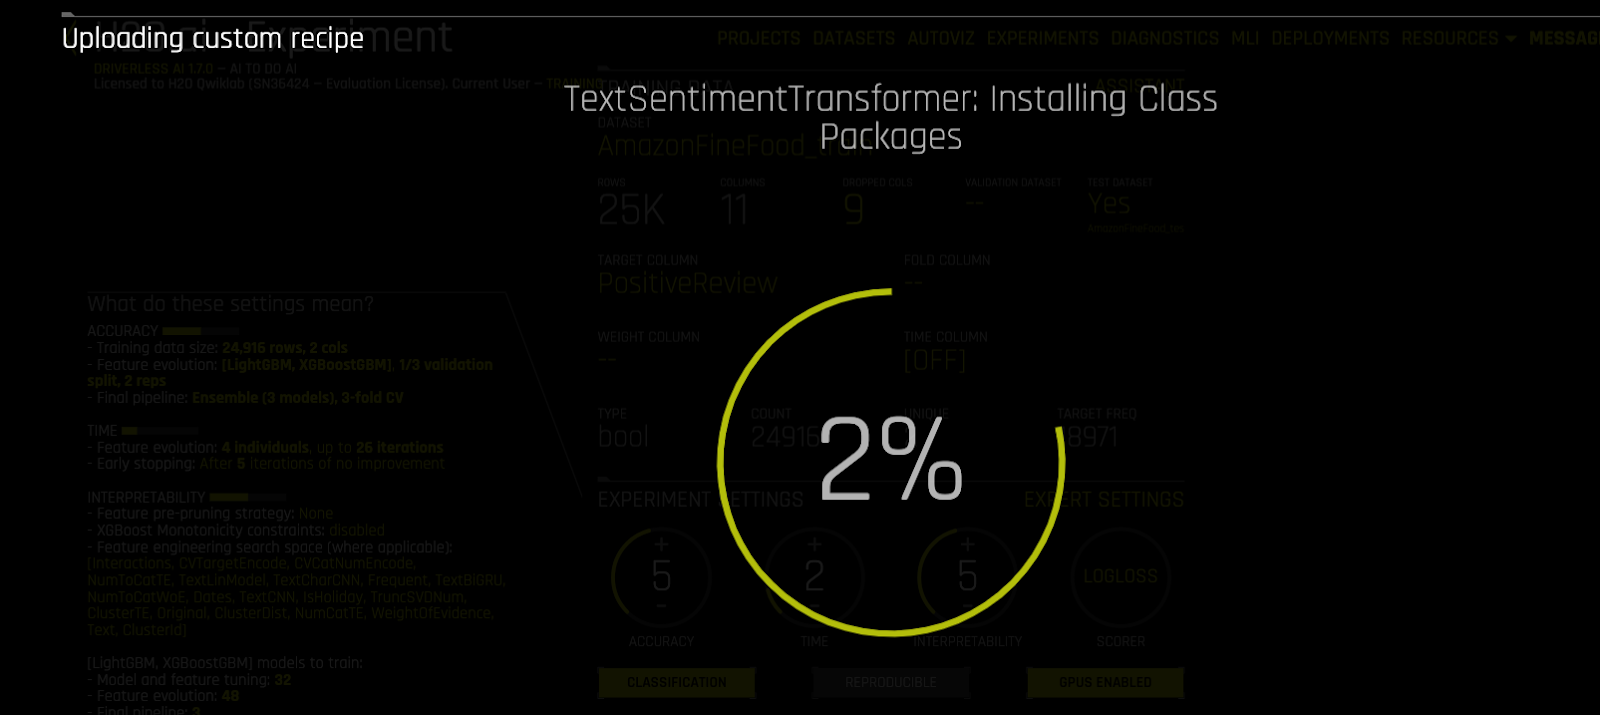 Uploading custom recipe
Experiment
PROJECTS DATASETS AUTOVIZ EXPERIMENTS DIAGNOSTICS MLI DEPLOYMENTS RESOURCES MESSAG
DRIVERLESS AI 1.7.0 — AI TO DO AI
Licensed to H2O Qwiklab (SN36424 — Evaluation License). Current User — TRAINING
TRAINING DATA
ASSISTANT
TextSentimentTransformer: Installing Class
Packages
DATASET
AmazonFineFood_train
ROWS COLUMNS DROPPED COLS VALIDATION DATASET TEST DATASET
25K 11 9 -- Yes
TARGET COLUMN FOLD COLUMN
PositiveReview --
WEIGHT COLUMN TIME COLUMN
-- [OFF]
TYPE COUNT UNIQUE TARGET FREQ
bool 24916 8971
2%
EXPERIMENT SETTINGS EXPERT SETTINGS
+ + +
5 2 5 LOGLOSS
- - -
ACCURACY TIME INTERPRETABILITY SCORER
CLASSIFICATION REPRODUCIBLE GPUS ENABLED
What do these settings mean?
ACCURACY
- Training data size: 24,916 rows, 2 cols
- Feature evolution: [LightGBM, XGBoostGBM], 1/3 validation
split, 2 reps
- Final pipeline: Ensemble (3 models), 3-fold CV
TIME
- Feature evolution: 4 individuals, up to 26 iterations
- Early stopping: After 5 iterations of no improvement
INTERPRETABILITY
- Feature pre-pruning strategy: None
- XGBoost Monotonicity constraints: disabled
- Feature engineering search space (where applicable):
[Interactions, CVTargetEncode, CVCatNumEncode,
NumToCatTE, TextLinModel, TextCharCNN, Frequent, TextBiGRU,
NumToCatWoE, Dates, TextCNN, IsHoliday, TruncSVDNum,
ClusterTE, Original, ClusterDist, NumCatTE, WeightOfEvidence,
Text, ClusterId]
[LightGBM, XGBoostGBM] models to train:
- Model and feature tuning: 32
- Feature evolution: 48
- Final pipeline: 3